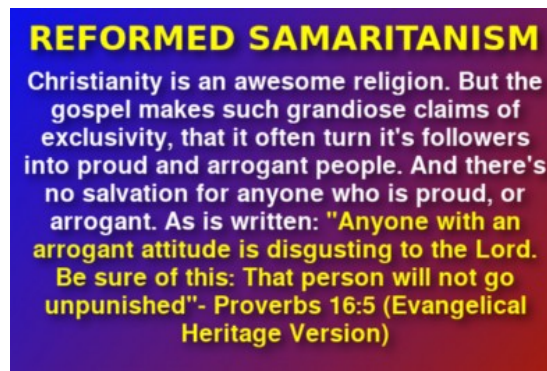 REFORMED SAMARITANISM
Christianity is an awesome religion. But the
gospel makes such grandiose claims of
exclusivity, that it often turn it's followers
into proud and arrogant people. And there's
no salvation for anyone who is proud, or
arrogant. As is written: "Anyone with an
arrogant attitude is disgusting to the Lord.
Be sure of this: That person will not go
unpunished"- Proverbs 16:5 (Evangelical
Heritage Version)